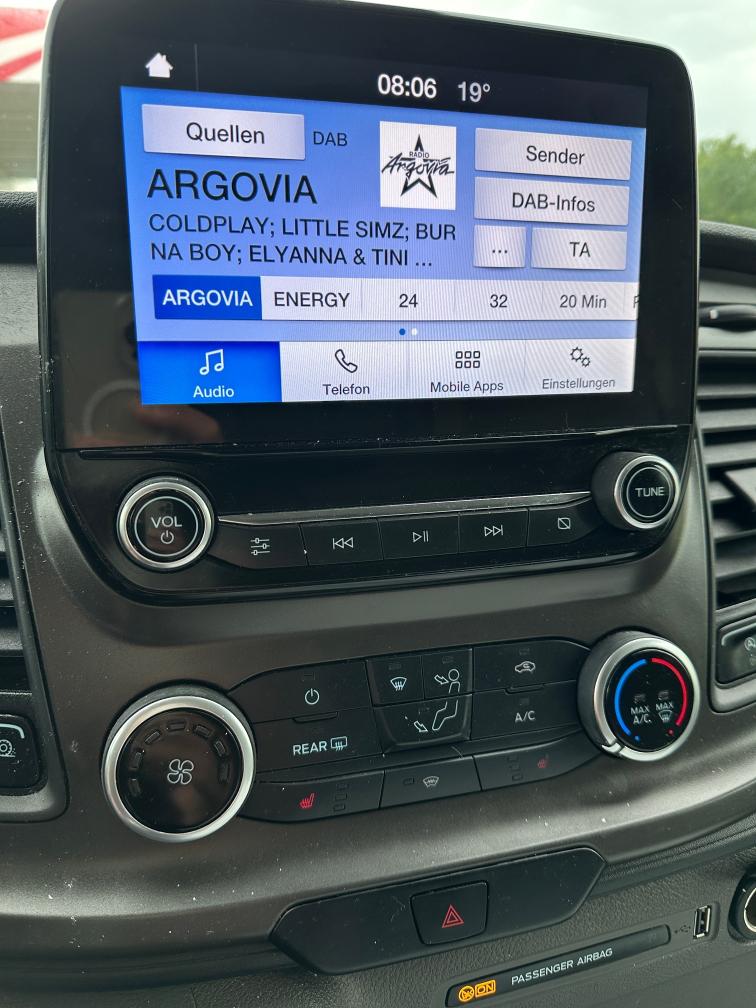 08:06 19°
Quellen
DAB
RADIO
Argovia
Sender
ARGOVIA
DAB-Infos
COLDPLAY; LITTLE SIMZ; BUR
NA BOY; ELYANNA & TINI ...
...
TA
ARGOVIA
ENERGY
24
32
20 Min
Audio
Telefon
Mobile Apps
Einstellungen
VOL
TUNE
A/C
REAR
MAX A/C
MAX
PASSENGER AIRBAG
ON